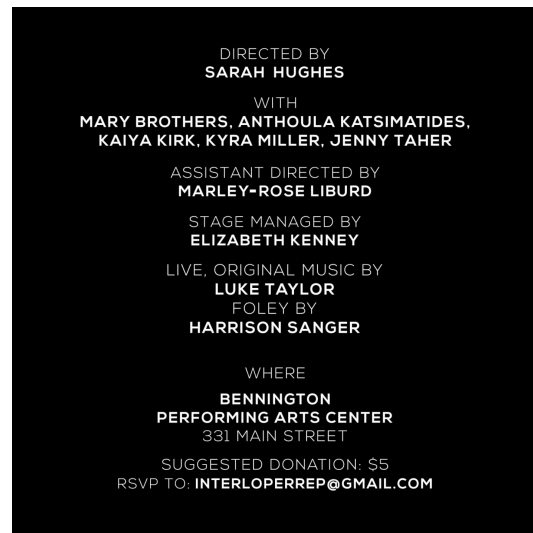 DIRECTED BY
SARAH HUGHES
WITH
MARY BROTHERS, ANTHOULA KATSIMATIDES,
KAIYA KIRK, KYRA MILLER, JENNY TAHER
ASSISTANT DIRECTED BY
MARLEY-ROSE LIBURD
STAGE MANAGED BY
ELIZABETH KENNEY
LIVE, ORIGINAL MUSIC BY
LUKE TAYLOR
FOLEY BY
HARRISON SANGER
WHERE
BENNINGTON
PERFORMING ARTS CENTER
331 MAIN STREET
SUGGESTED DONATION: $5
RSVP TO: INTERLOPERREP@GMAIL.COM